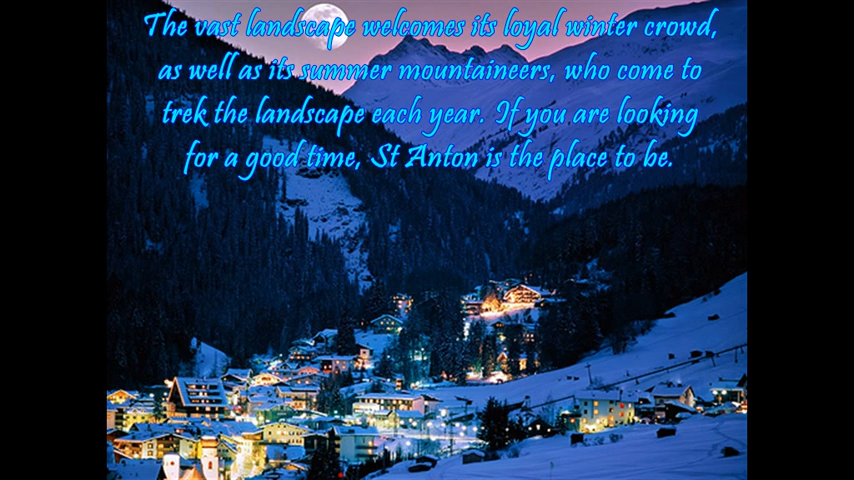 The vast landscape welcomes its loyal winter crowd,
as well as its summer mountaineers, who come to
trek the landscape each year. If you are looking
for a good time, St Anton is the place to be.